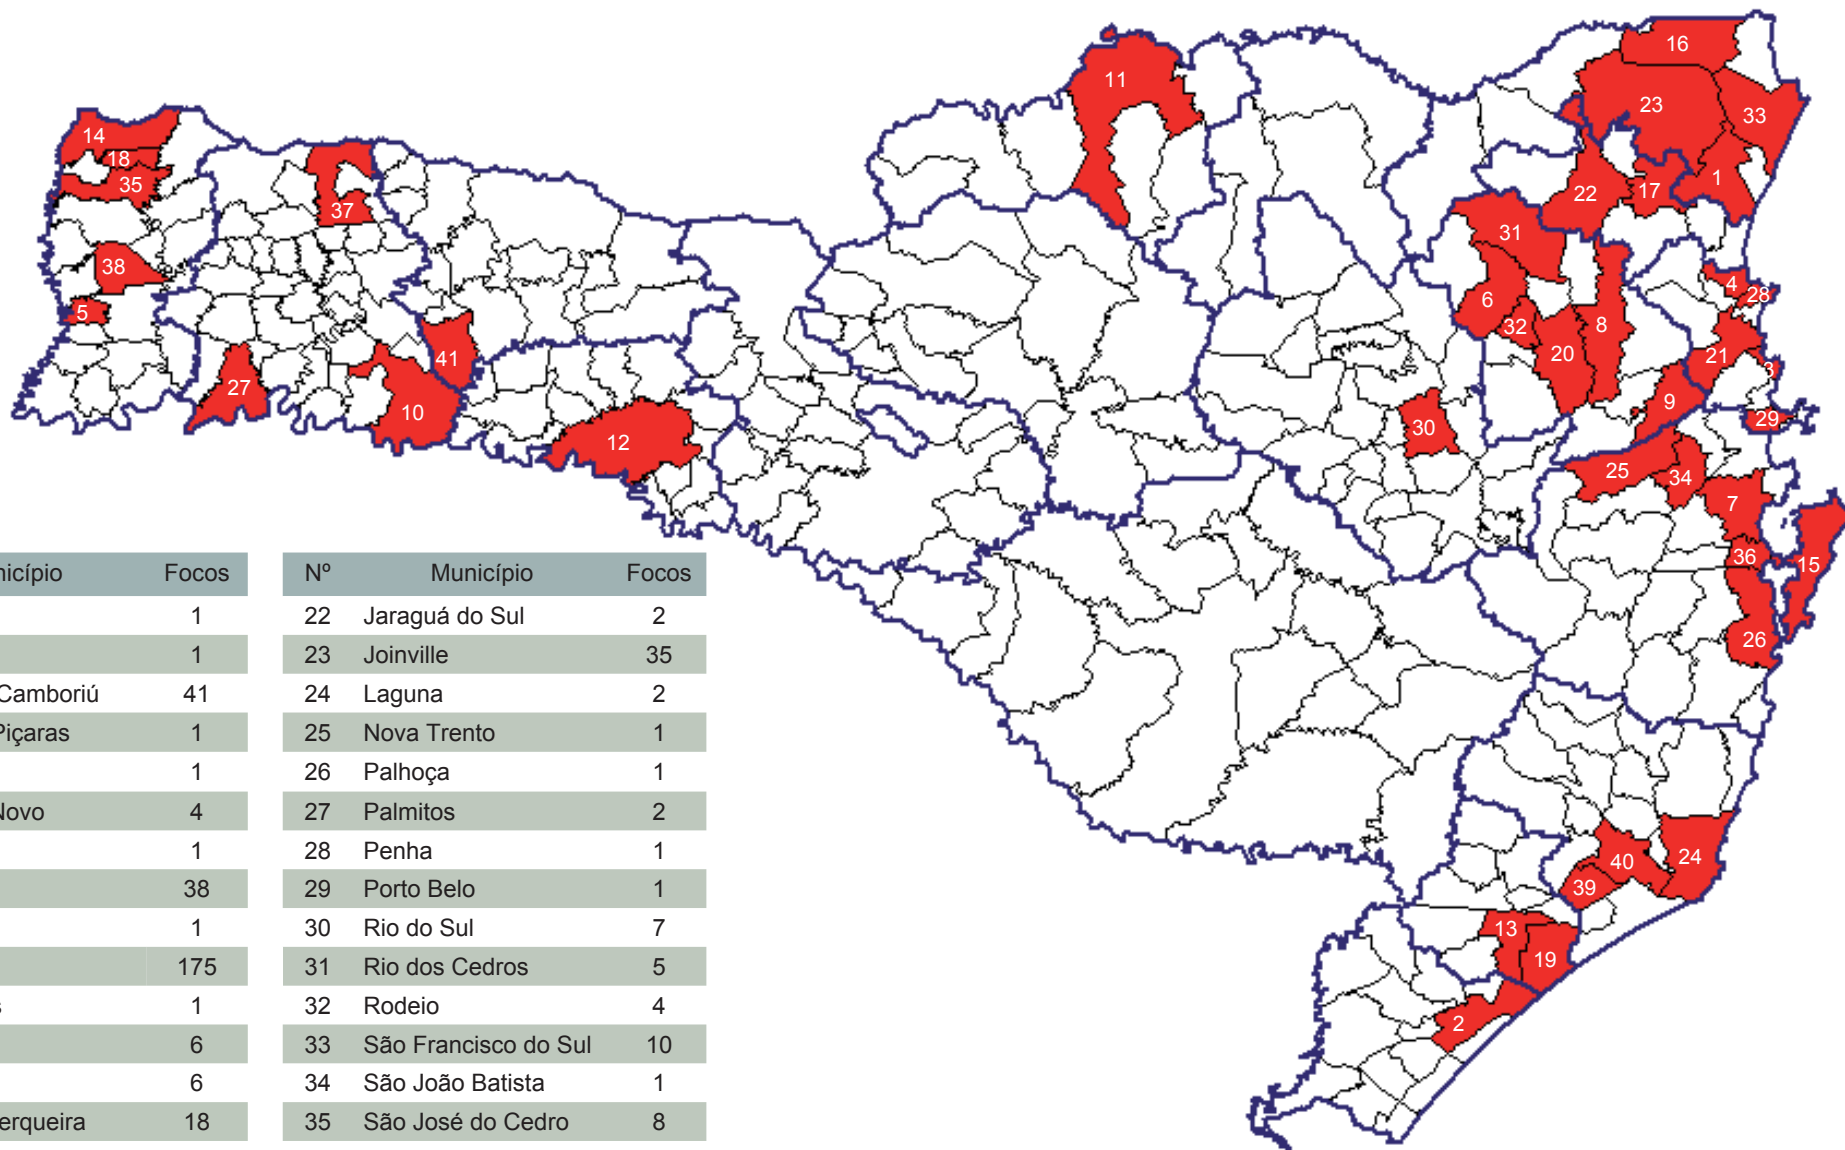 16
11
23
33
14
18
35
22
17
1
37
31
38
4
28
6
5
32
8
20
21
41
3
27
9
10
30
29
12
25
34
7
36
15
26
40
24
39
13
19
2
nicípio Focos
1
1
Camboriú 41
Piçaras 1
1
Novo 4
1
38
1
175
s 1
6
6
erqueira 18
Nº Município Focos
22 Jaraguá do Sul 2
23 Joinville 35
24 Laguna 2
25 Nova Trento 1
26 Palhoça 1
27 Palmitos 2
28 Penha 1
29 Porto Belo 1
30 Rio do Sul 7
31 Rio dos Cedros 5
32 Rodeio 4
33 São Francisco do Sul 10
34 São João Batista 1
35 São José do Cedro 8